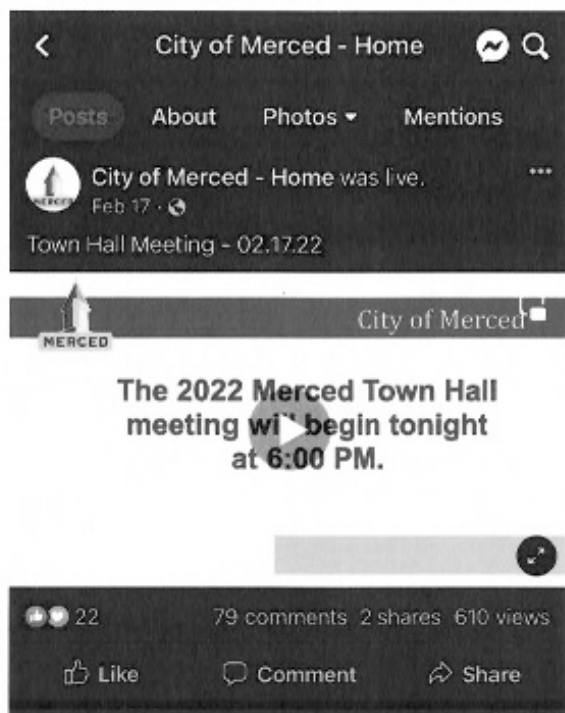 City of Merced - Home
Posts About Photos Mentions
City of Merced - Home was live.
Feb 17 ·
Town Hall Meeting - 02.17.22
MERCED
City of Merced
MERCED
The 2022 Merced Town Hall
meeting will begin tonight
at 6:00 PM.
22 79 comments 2 shares 610 views
Like Comment Share